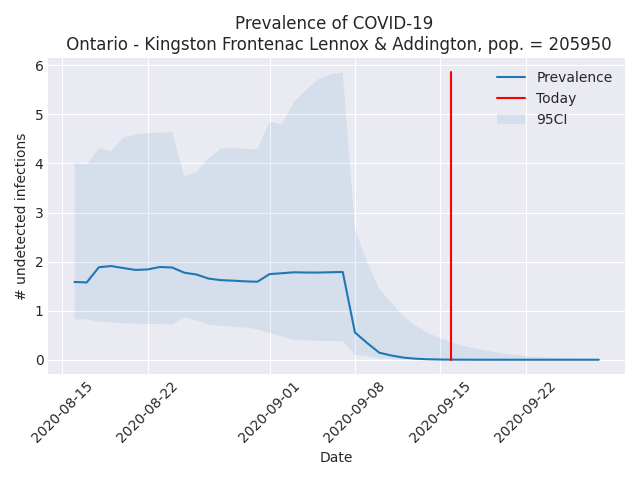 Prevalence of COVID-19
Ontario - Kingston Frontenac Lennox & Addington, pop. = 205950
Prevalence
Today
95CI
6
5
4
3
2
1
0
# undetected infections
2020-08-15
2020-08-22
2020-09-01
2020-09-08
2020-09-15
2020-09-22
Date